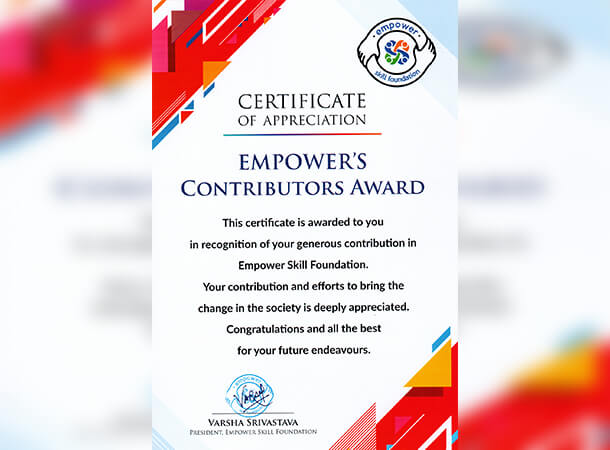 empower
skill foundation
CERTIFICATE
OF APPRECIATION
EMPOWER'S
CONTRIBUTORS AWARD
This certificate is awarded to you
in recognition of your generous contribution in
Empower Skill Foundation.
Your contribution and efforts to bring the
change in the society is deeply appreciated.
Congratulations and all the best
for your future endeavours.
empower
VARSHA SRIVASTAVA
PRESIDENT, EMPOWER SKILL FOUNDATION